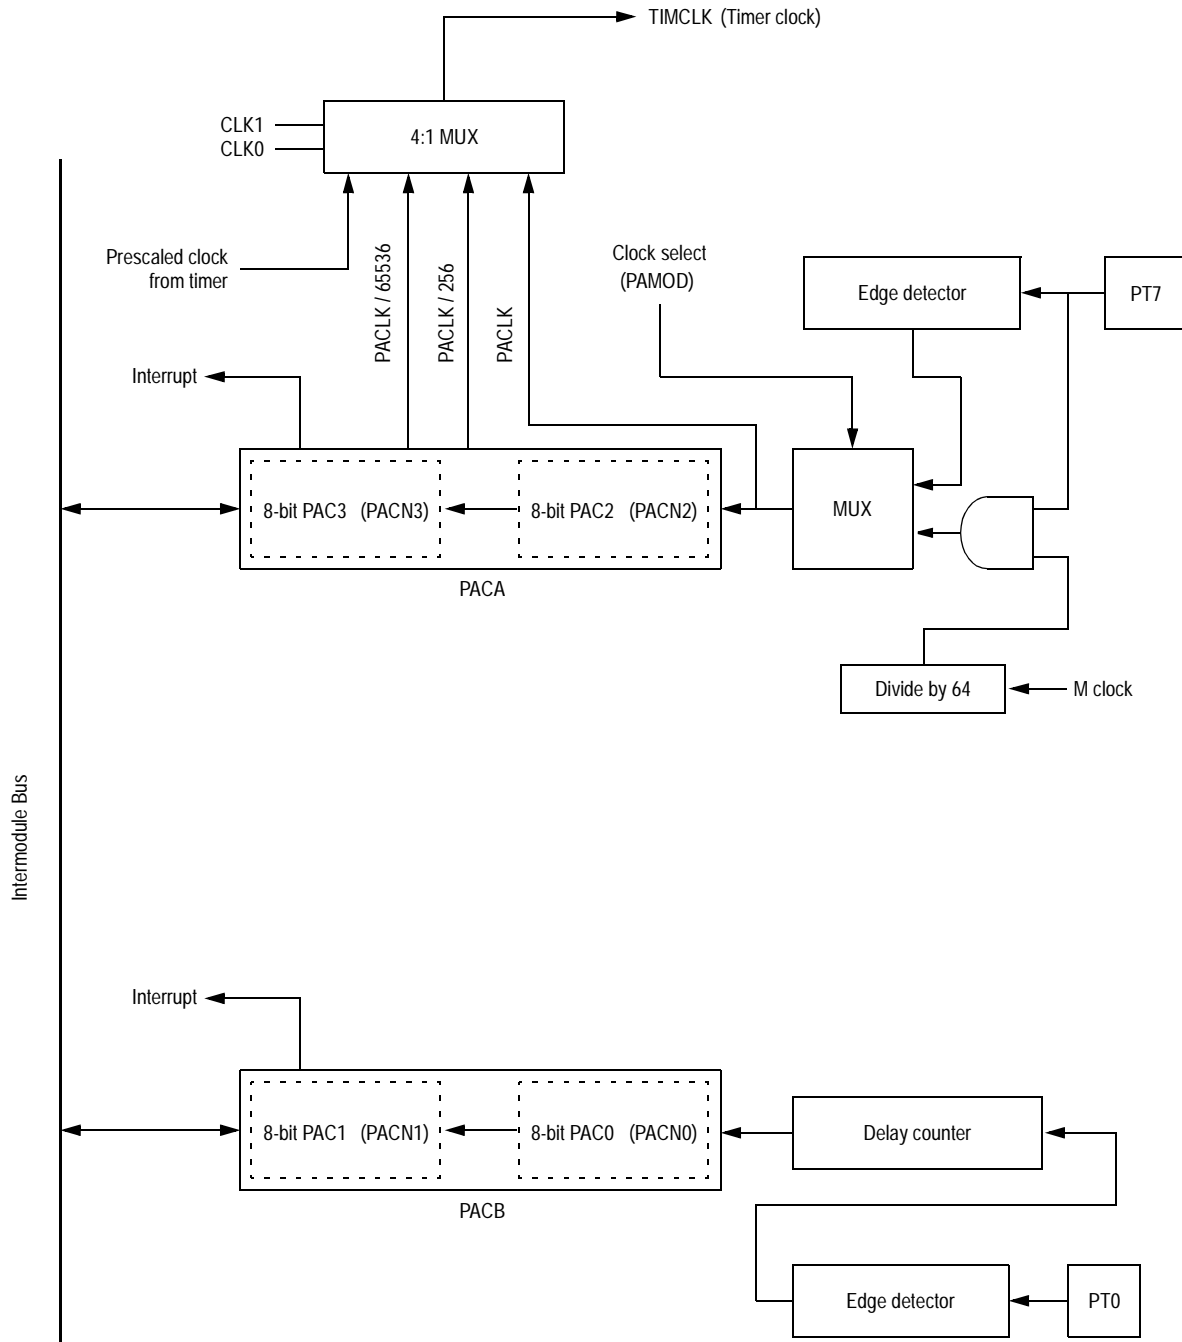 TIMCLK (Timer clock)
CLK1
CLK0
4:1 MUX
Prescaled clock
from timer
PACLK / 65536
PACLK / 256
PACLK
Clock select
(PAMOD)
Edge detector
PT7
Interrupt
8-bit PAC3 (PACN3)
8-bit PAC2 (PACN2)
MUX
PACA
Divide by 64
M clock
Intermodule Bus
Interrupt
8-bit PAC1 (PACN1)
8-bit PAC0 (PACN0)
Delay counter
PACB
Edge detector
PT0